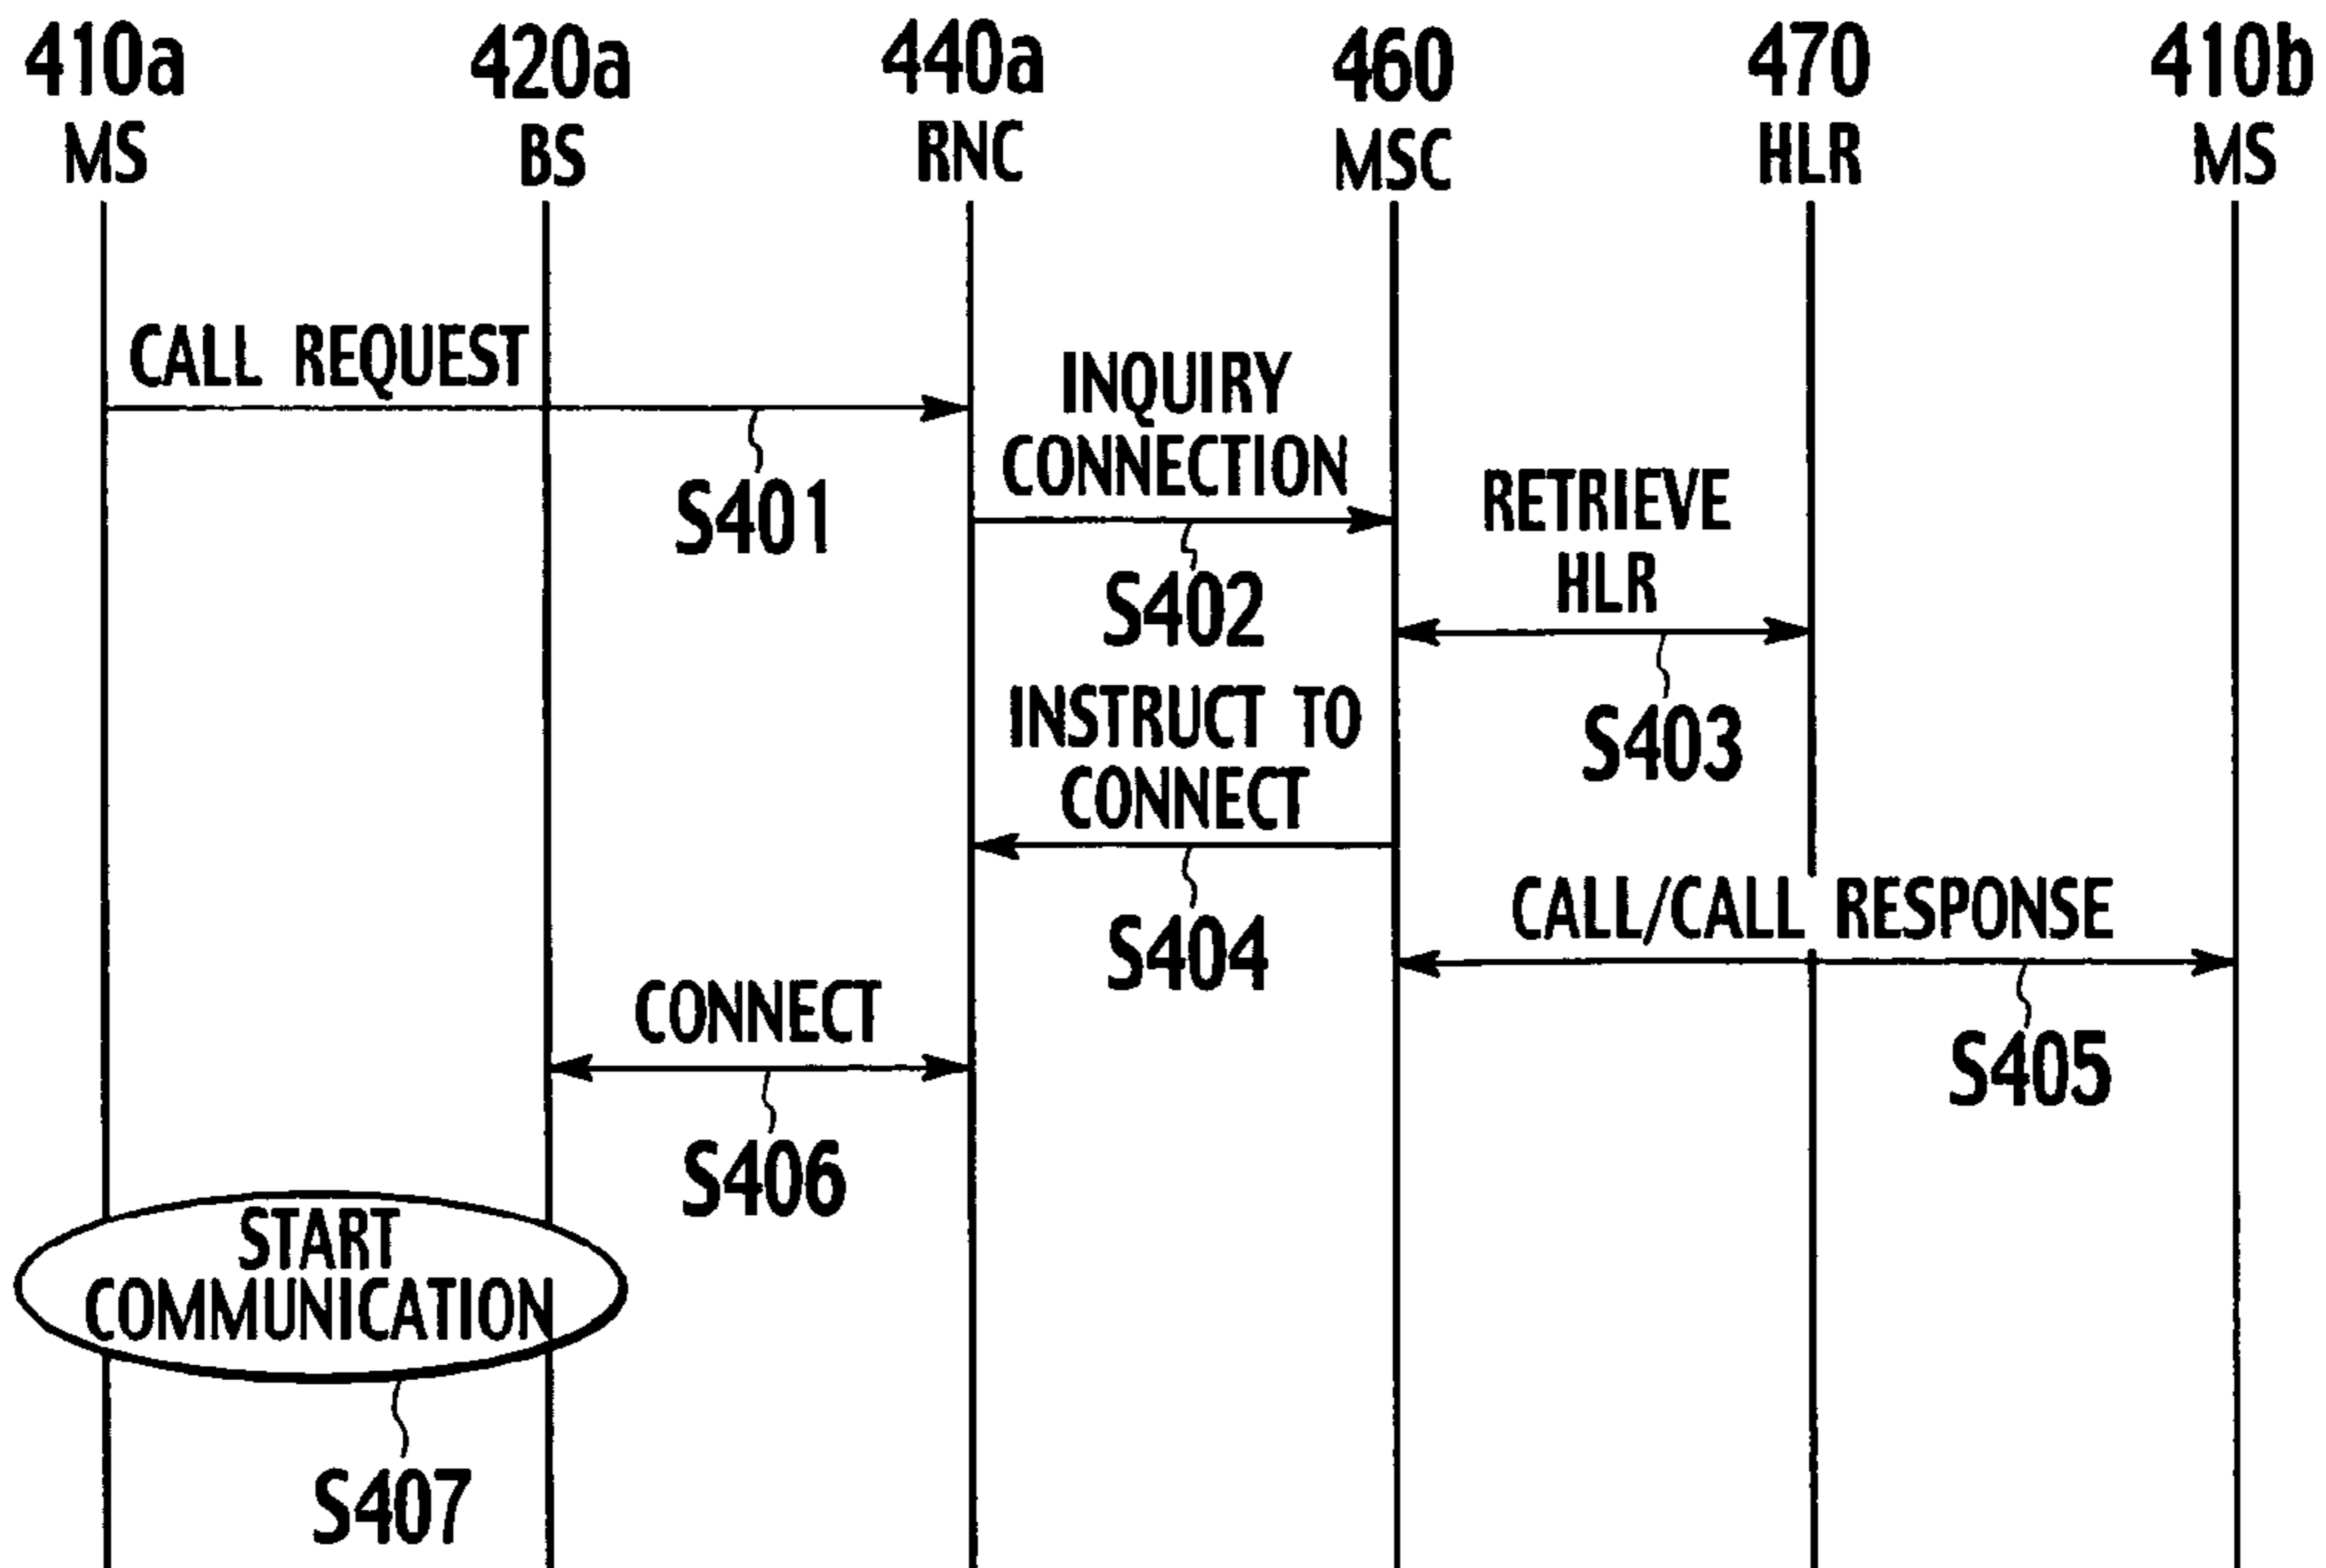 410a 420a 440a 460 470 410b
MS BS RNC MSC HLR MS
CALL REQUEST
S401
INQUIRY
CONNECTION
S402
RETRIEVE
HLR
S403
INSTRUCT TO
CONNECT
S404
CALL/CALL RESPONSE
S405
CONNECT
S406
START
COMMUNICATION
S407